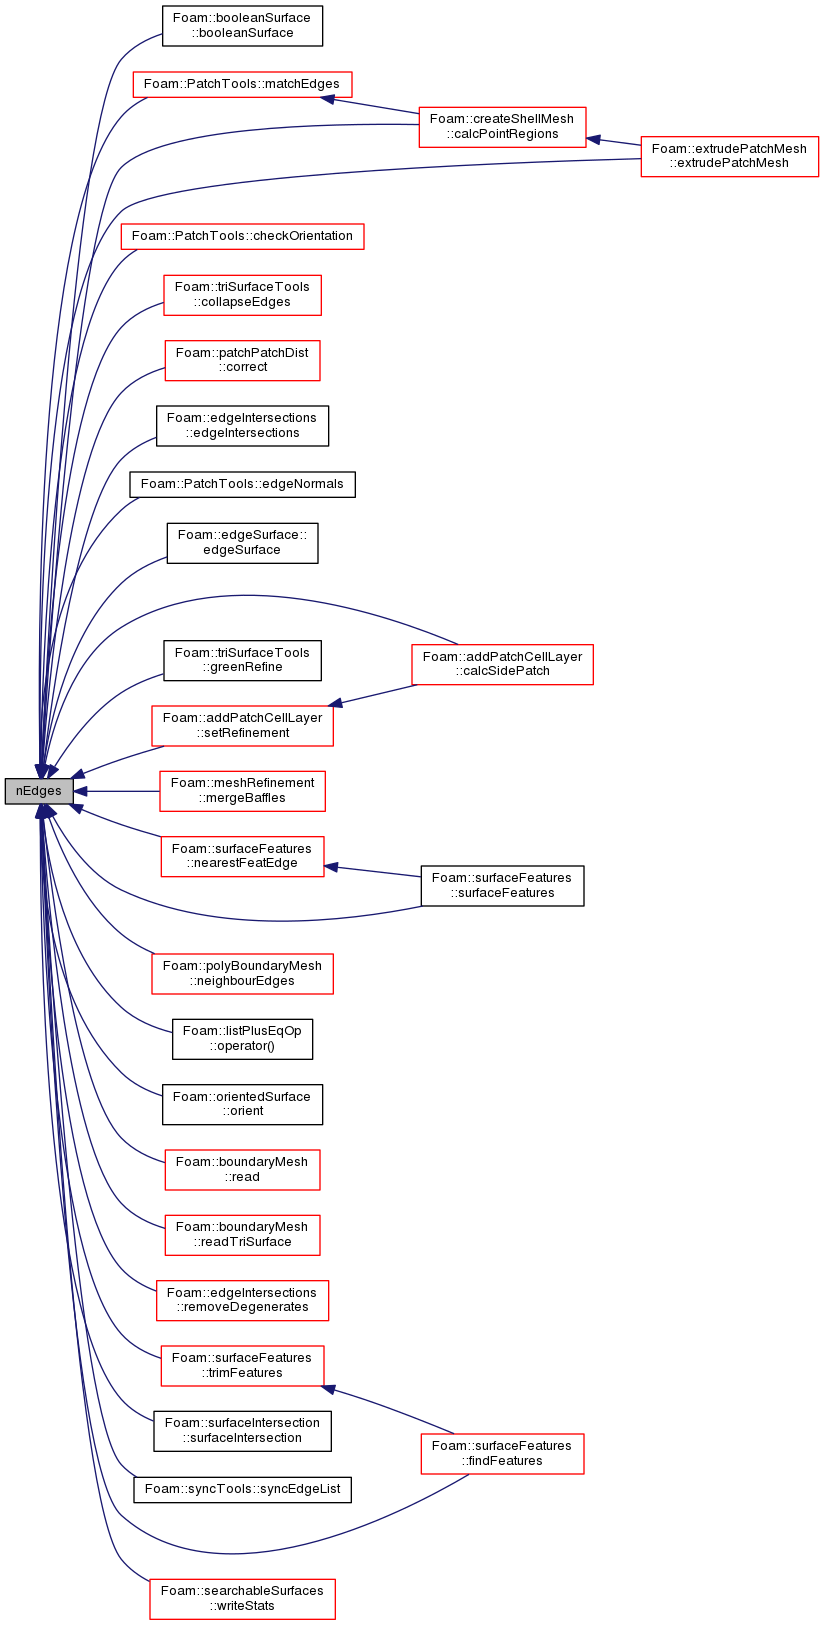 Foam::booleanSurface
::booleanSurface
Foam::PatchTools::matchEdges
Foam::createShellMesh
::calcPointRegions
Foam::extrudePatchMesh
::extrudePatchMesh
Foam::PatchTools::checkOrientation
Foam::triSurfaceTools
::collapseEdges
Foam::patchPatchDist
::correct
Foam::edgeIntersections
::edgeIntersections
Foam::PatchTools::edgeNormals
Foam::edgeSurface::
edgeSurface
Foam::triSurfaceTools
::greenRefine
Foam::addPatchCellLayer
::calcSidePatch
Foam::addPatchCellLayer
::setRefinement
nEdges
Foam::meshRefinement
::mergeBaffles
Foam::surfaceFeatures
::nearestFeatEdge
Foam::surfaceFeatures
::surfaceFeatures
Foam::polyBoundaryMesh
::neighbourEdges
Foam::listPlusEqOp
::operator()
Foam::orientedSurface
::orient
Foam::boundaryMesh
::read
Foam::boundaryMesh
::readTriSurface
Foam::edgeIntersections
::removeDegenerates
Foam::surfaceFeatures
::trimFeatures
Foam::surfaceIntersection
::surfaceIntersection
Foam::surfaceFeatures
::findFeatures
Foam::syncTools::syncEdgeList
Foam::searchableSurfaces
::writeStats